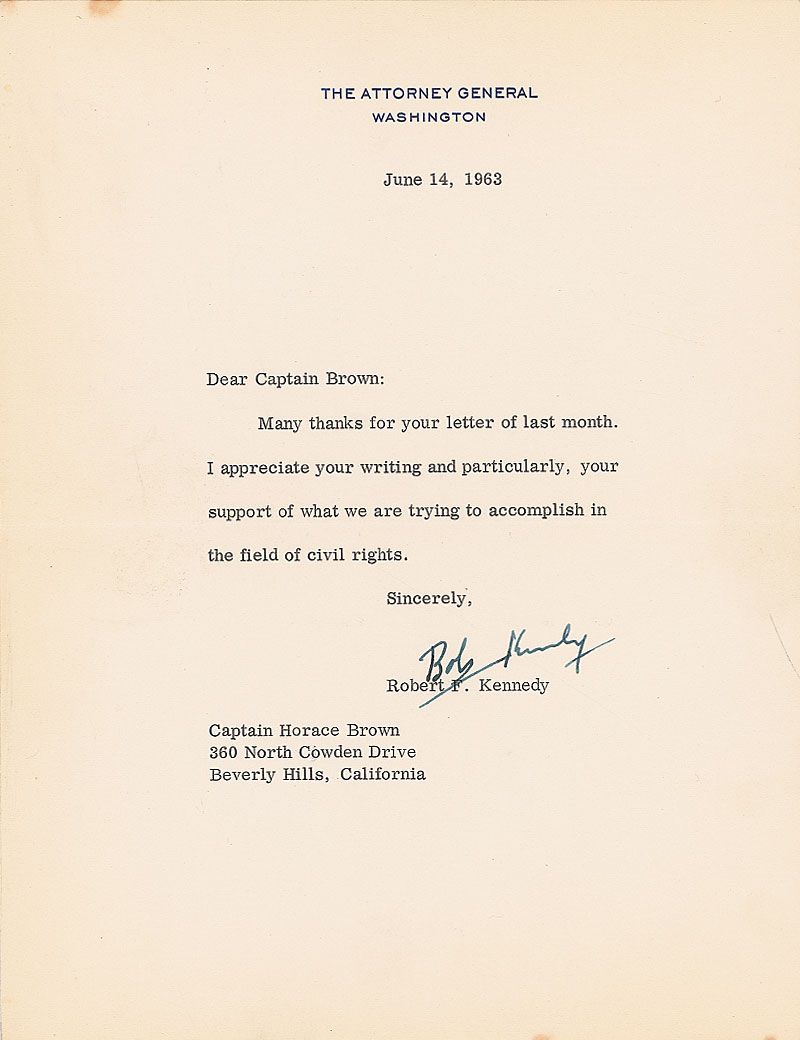 THE ATTORNEY GENERAL
WASHINGTON
June 14, 1963
Dear Captain Brown:
Many thanks for your letter of last month.
I appreciate your writing and particularly, your
support of what we are trying to accomplish in
the field of civil rights.
Sincerely,
Bob Kennedy
Robert F. Kennedy
Captain Horace Brown
360 North Cowden Drive
Beverly Hills, California